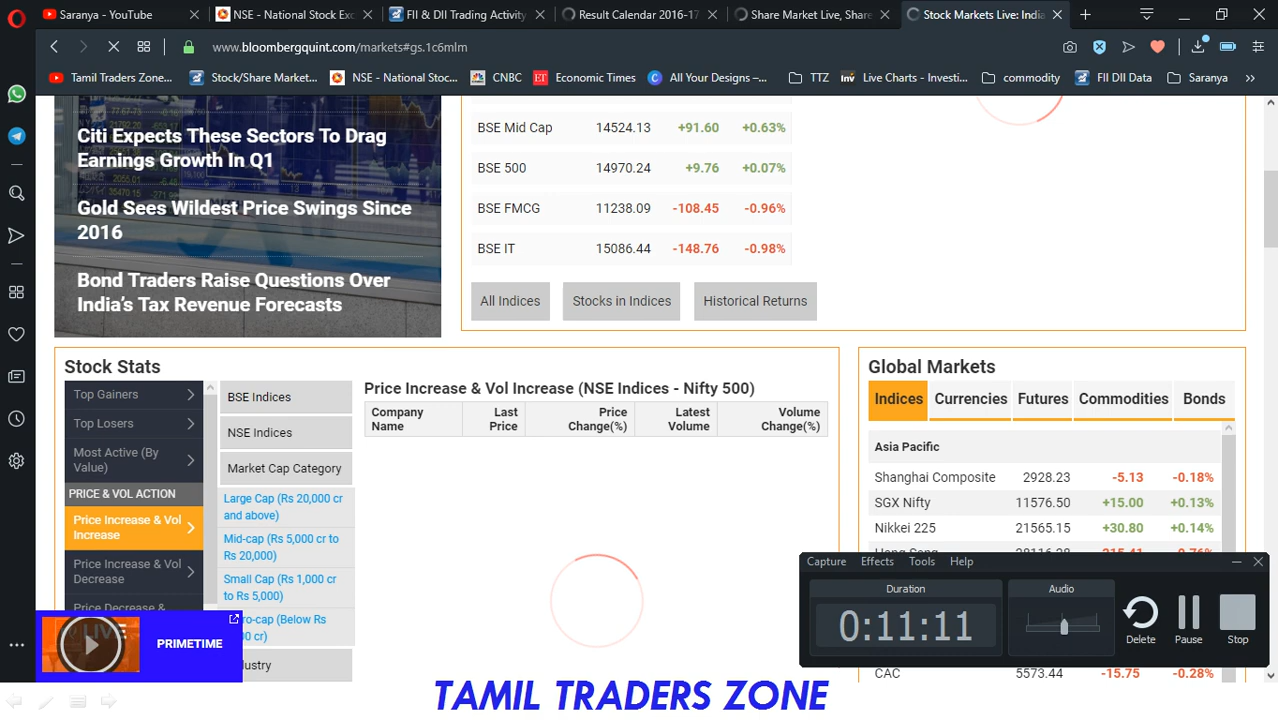 Saranya - YouTube
NSE - National Stock Exc
FII & DII Trading Activity
Result Calendar 2016-17
Share Market Live, Share
Stock Markets Live: India
www.bloombergquint.com/markets#gs.1c6mlm
Tamil Traders Zone...
Stock/Share Market...
NSE - National Stoc...
CNBC
ET Economic Times
All Your Designs –...
TTZ
Inv Live Charts - Investi...
commodity
FII DII Data
Saranya
Citi Expects These Sectors To Drag
Earnings Growth In Q1
Gold Sees Wildest Price Swings Since
2016
Bond Traders Raise Questions Over
India's Tax Revenue Forecasts
BSE Mid Cap 14524.13 +91.60 +0.63%
BSE 500 14970.24 +9.76 +0.07%
BSE FMCG 11238.09 -108.45 -0.96%
BSE IT 15086.44 -148.76 -0.98%
All Indices
Stocks in Indices
Historical Returns
Stock Stats
Top Gainers
Top Losers
Most Active (By
Value)
PRICE & VOL ACTION
Price Increase & Vol
Increase
Price Increase & Vol
Decrease
Price Decrease &
BSE Indices
NSE Indices
Market Cap Category
Large Cap (Rs 20,000 cr
and above)
Mid-cap (Rs 5,000 cr to
Rs 20,000)
Small Cap (Rs 1,000 cr
to Rs 5,000)
ro-cap (Below Rs
cr)
dustry
Price Increase & Vol Increase (NSE Indices - Nifty 500)
Company
Name
Last
Price
Price
Change(%)
Latest
Volume
Volume
Change(%)
Global Markets
Indices
Currencies
Futures
Commodities
Bonds
Asia Pacific
Shanghai Composite 2928.23 -5.13 -0.18%
SGX Nifty 11576.50 +15.00 +0.13%
Nikkei 225 21565.15 +30.80 +0.14%
CAC 5573.44 -15.75 -0.28%
LIVE
PRIMETIME
Capture Effects Tools Help
Duration
0:11:11
Audio
Delete
Pause
Stop
TAMIL TRADERS ZONE